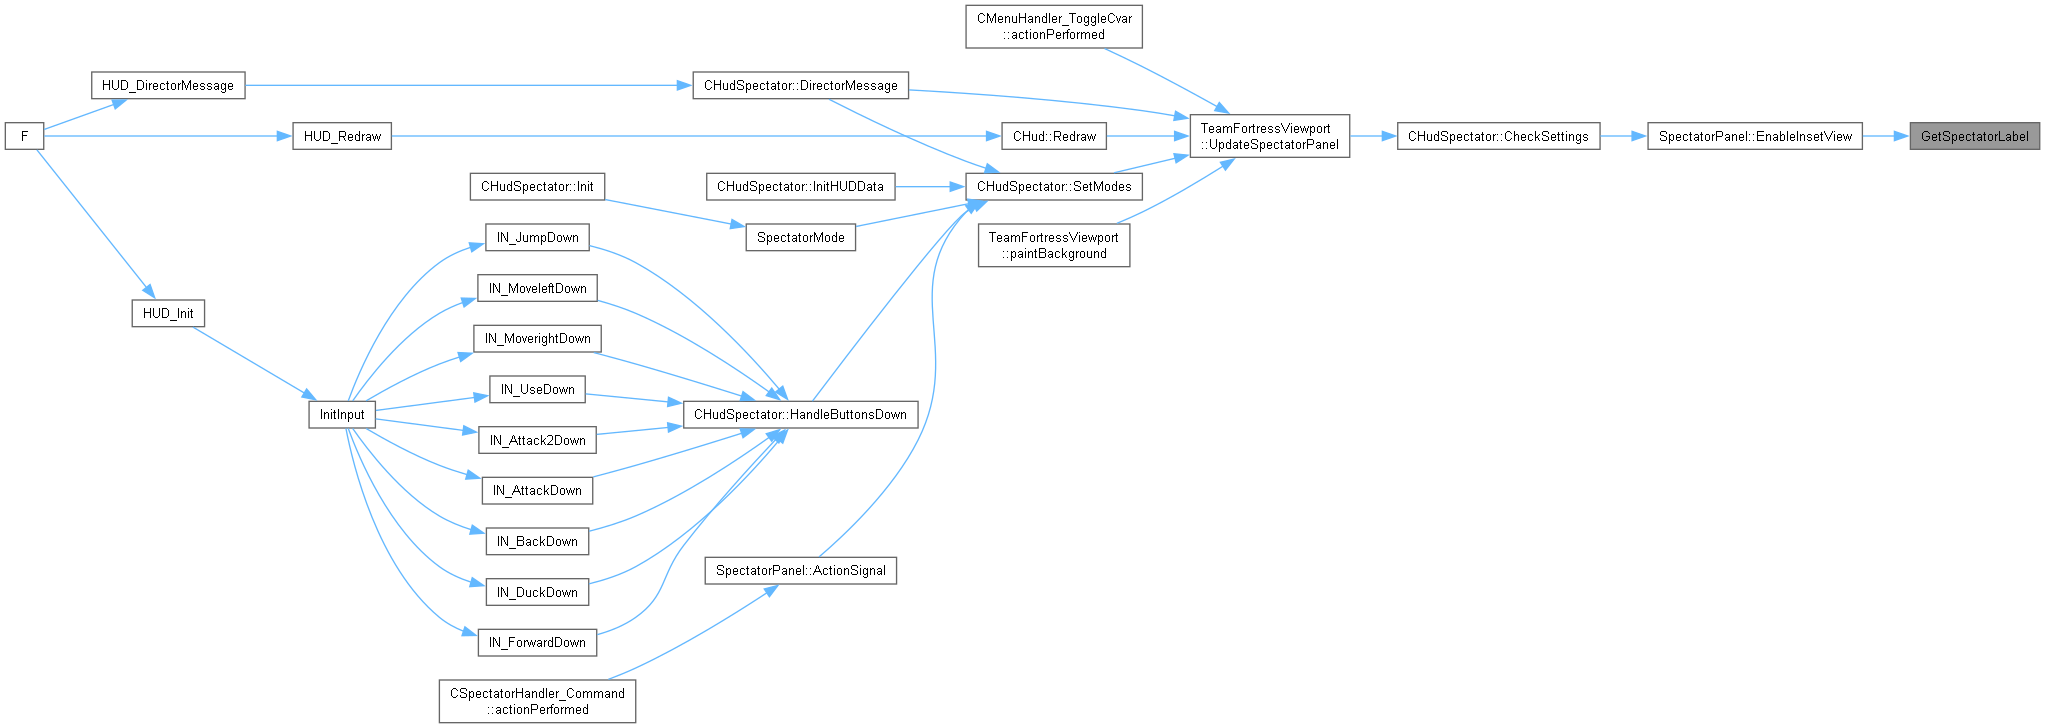 CMenuHandler_ToggleCvar
::actionPerformed
HUD_DirectorMessage
CHudSpectator::DirectorMessage
F
HUD_Redraw
CHud::Redraw
TeamFortressViewport
::UpdateSpectatorPanel
CHudSpectator::CheckSettings
SpectatorPanel::EnableInsetView
GetSpectatorLabel
CHudSpectator::Init
CHudSpectator::InitHUDData
CHudSpectator::SetModes
IN_JumpDown
SpectatorMode
TeamFortressViewport
::paintBackground
IN_MoveleftDown
HUD_Init
IN_MoverightDown
IN_UseDown
InitInput
CHudSpectator::HandleButtonsDown
IN_Attack2Down
IN_AttackDown
IN_BackDown
SpectatorPanel::ActionSignal
IN_DuckDown
IN_ForwardDown
CSpectatorHandler_Command
::actionPerformed